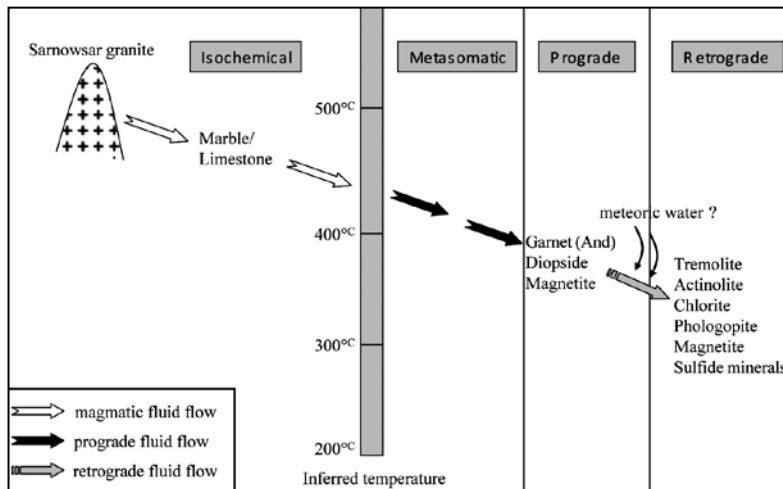 Sarnowsar granite
Isochemical
Metasomatic
Prograde
Retrograde
Marble/
Limestone
500°C
400°C
300°C
200°C
Inferred temperature
Garnet (And)
Diopside
Magnetite
meteoric water ?
Tremolite
Actinolite
Chlorite
Phologopite
Magnetite
Sulfide minerals
magmatic fluid flow
prograde fluid flow
retrograde fluid flow